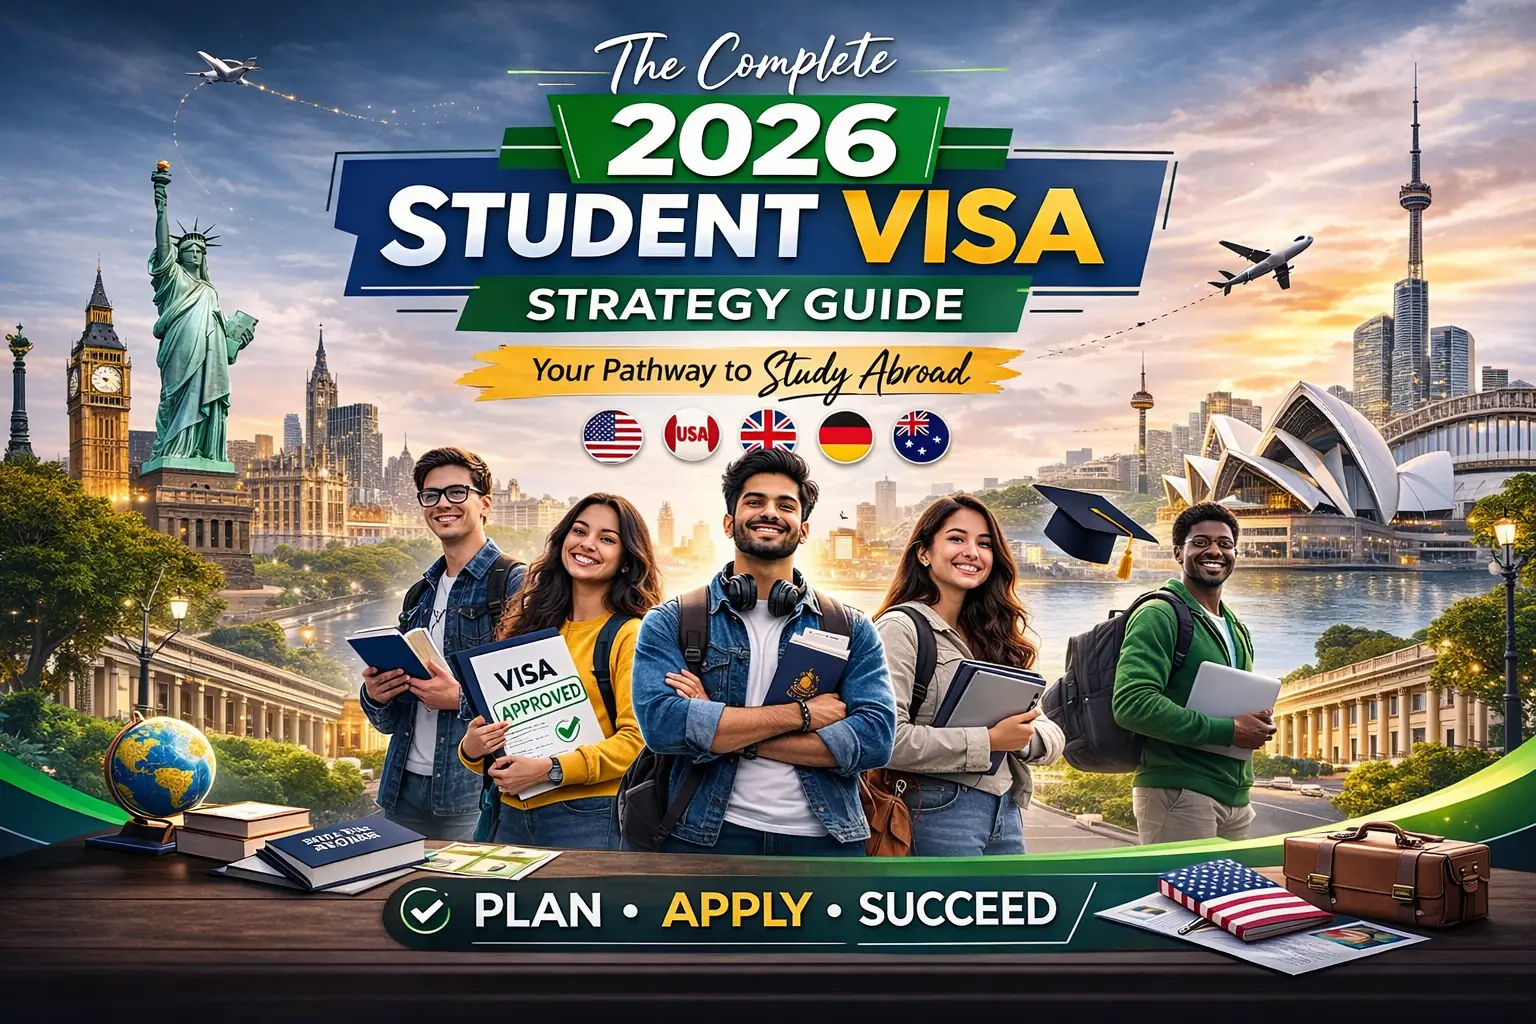 The Complete
2026
STUDENT VISA
STRATEGY GUIDE
Your Pathway to Study Abroad
USA
VISA
APPROVED
PLAN • APPLY • SUCCEED